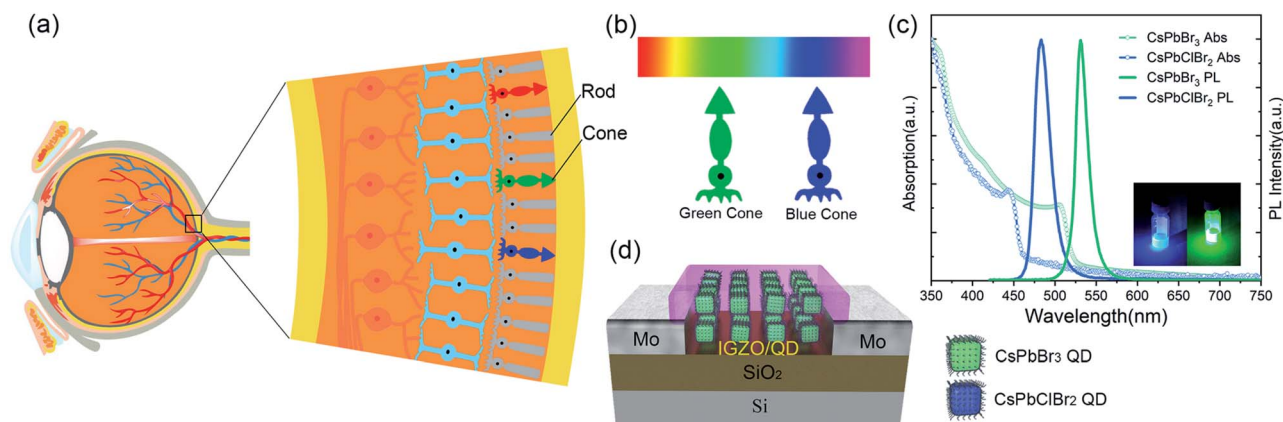 (a)
Rod
Cone
(b)
Green Cone
Blue Cone
(c)
Absorption(a.u.)
CsPbBr₃ Abs
CsPbClBr₂ Abs
CsPbBr₃ PL
CsPbClBr₂ PL
PL Intensity(a.u.)
350 400 450 500 550 600 650 700 750
Wavelength(nm)
(d)
Mo
Mo
IGZO/QD
SiO₂
Si
CsPbBr₃ QD
CsPbClBr₂ QD